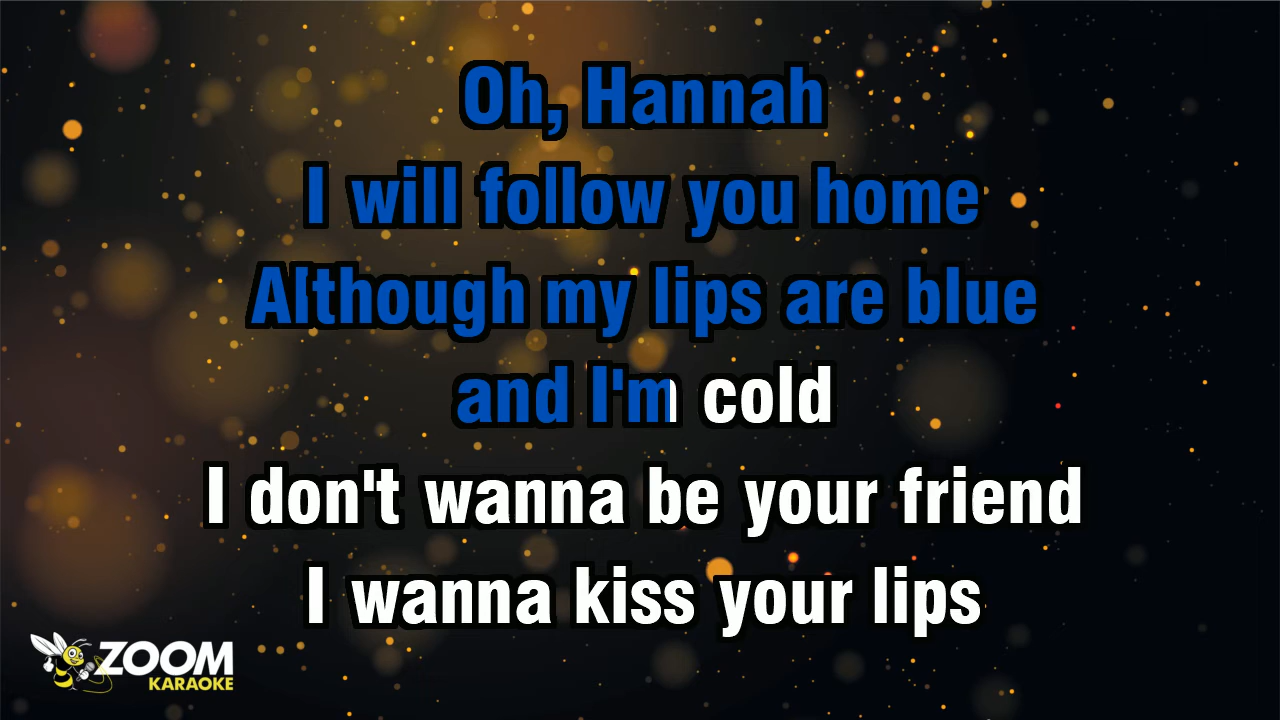 Oh, Hannah
I will follow you home
Although my lips are blue
and I'm cold
I don't wanna be your friend
I wanna kiss your lips
ZOOM
KARAOKE